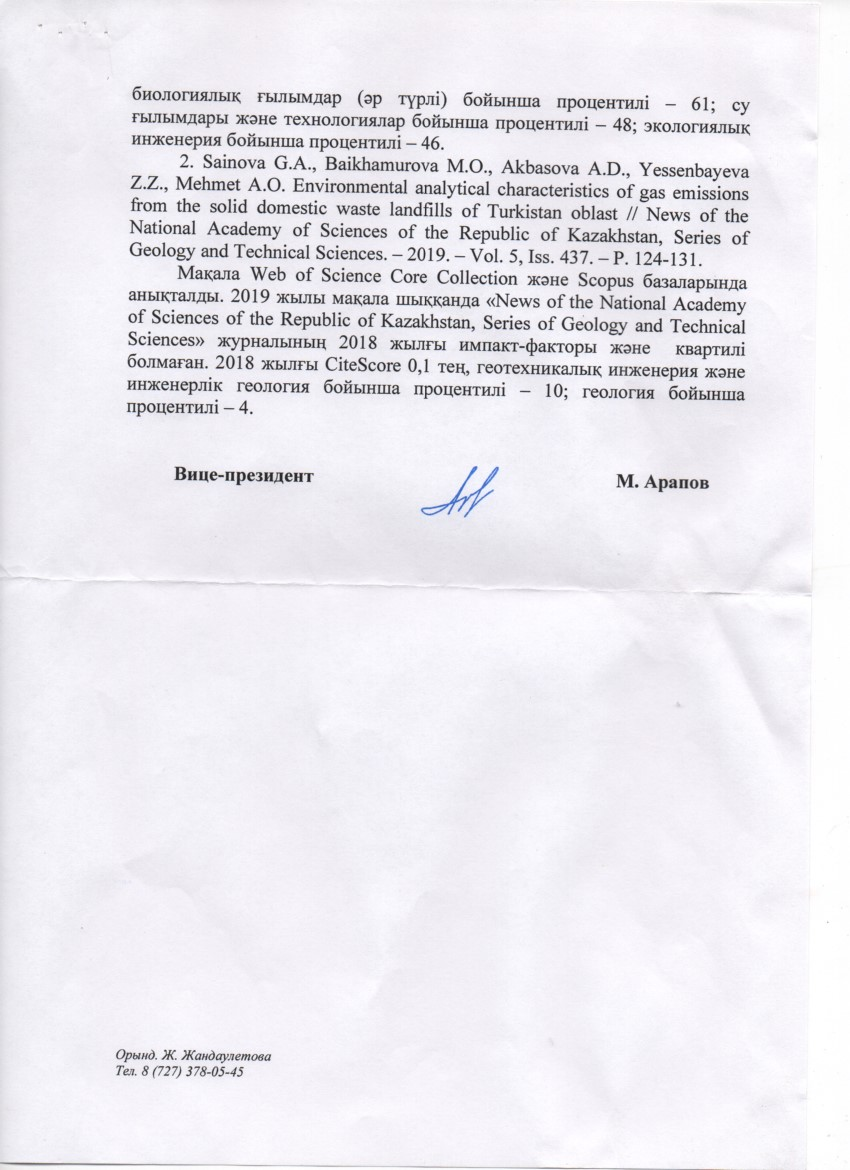 биологиялық ғылымдар (әр түрлі) бойынша процентилі – 61; су
ғылымдары және технологиялар бойынша процентилі – 48; экологиялық
инженерия бойынша процентилі – 46.
2. Sainova G.A., Baikhamurova M.O., Akbasova A.D., Yessenbayeva
Z.Z., Mehmet A.O. Environmental analytical characteristics of gas emissions
from the solid domestic waste landfills of Turkistan oblast // News of the
National Academy of Sciences of the Republic of Kazakhstan, Series of
Geology and Technical Sciences. – 2019. – Vol. 5, Iss. 437. – P. 124-131.
Мақала Web of Science Core Collection және Scopus базаларында
анықталды. 2019 жылы мақала шыққанда «News of the National Academy
of Sciences of the Republic of Kazakhstan, Series of Geology and Technical
Sciences» журналының 2018 жылғы импакт-факторы және квартилі
болмаған. 2018 жылғы CiteScore 0,1 тең, геотехникалық инженерия және
инженерлік геология бойынша процентилі – 10; геология бойынша
процентилі – 4.
Вице-президент М. Арапов
Орынд. Ж. Жандаулетова
Тел. 8 (727) 378-05-45